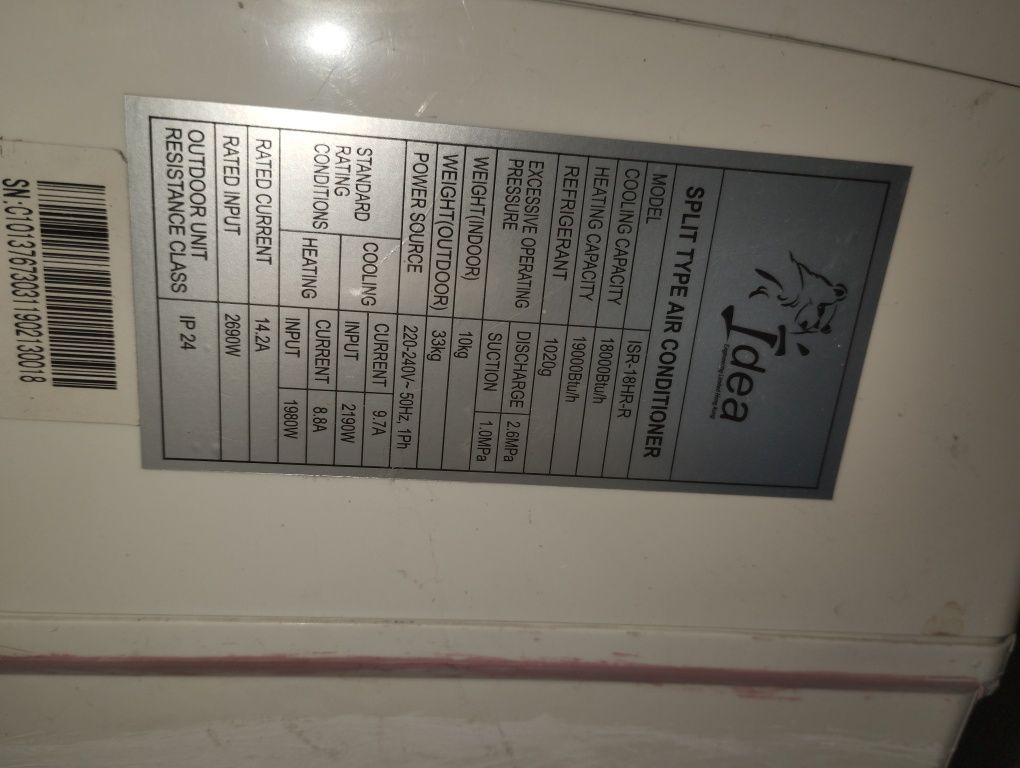 Idea
SPLIT TYPE AIR CONDITIONER
MODEL ISR-18HR-R
COOLING CAPACITY 18000Btu/h
HEATING CAPACITY 19000Btu/h
REFRIGERANT 1020g
EXCESSIVE OPERATING PRESSURE DISCHARGE 2.6MPa
SUCTION 1.0MPa
WEIGHT(INDOOR) 10kg
WEIGHT(OUTDOOR) 33kg
POWER SOURCE 220-240V~ 50Hz, 1Ph
STANDARD RATING CONDITIONS COOLING CURRENT 9.7A
INPUT 2190W
HEATING CURRENT 8.8A
INPUT 1980W
RATED CURRENT 14.2A
RATED INPUT 2690W
OUTDOOR UNIT RESISTANCE CLASS IP 24
SN:C1013767303119021300​18